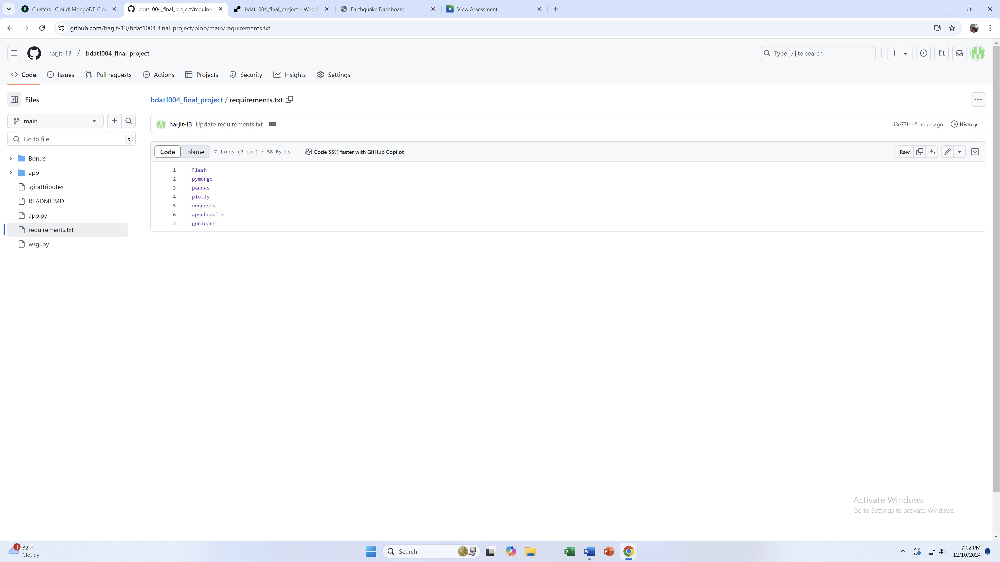 Clusters | Cloud: MongoDB Clou
bdat1004_final_project/requirem
bdat1004_final_project · Web S
Earthquake Dashboard
View Assessment
github.com/harjit-13/bdat1004_final_project/blob/main/requirements.txt
harjit-13 / bdat1004_final_project
Type / to search
Code
Issues
Pull requests
Actions
Projects
Security
Insights
Settings
Files
main
Go to file
t
Bonus
app
.gitattributes
README.MD
app.py
requirements.txt
wsgi.py
bdat1004_final_project / requirements.txt
harjit-13 Update requirements.txt
63e77fc · 5 hours ago
History
Code
Blame
7 lines (7 loc) · 58 Bytes
Code 55% faster with GitHub Copilot
Raw
1 Flask
2 pymongo
3 pandas
4 plotly
5 requests
6 apscheduler
7 gunicorn
Activate Windows
Go to Settings to activate Windows.
1
32°F
Cloudy
Search
7:02 PM
12/10/2024